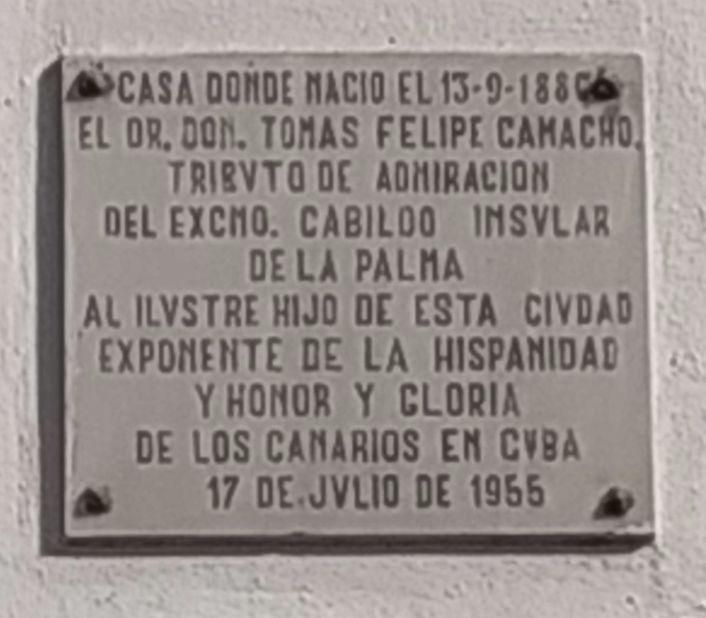 CASA DONDE NACIO EL 13-9-1886
EL DR. DON. TOMAS FELIPE CAMACHO.
TRIBVTO DE ADMIRACION
DEL EXCMO. CABILDO INSVLAR
DE LA PALMA
AL ILVSTRE HIJO DE ESTA CIVDAD
EXPONENTE DE LA HISPANIDAD
Y HONOR Y GLORIA
DE LOS CANARIOS EN CVBA
17 DE JVLIO DE 1955